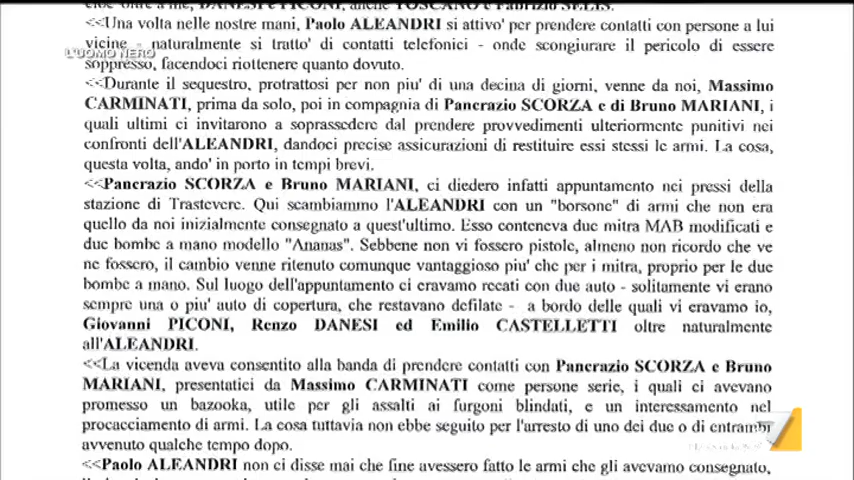 DANESI e PICONI, anche TOSCANO e Fabrizio SELIS.
<<Una volta nelle nostre mani, Paolo ALEANDRI si attivo' per prendere contatti con persone a lui
vicine - naturalmente si tratto' di contatti telefonici - onde scongiurare il pericolo di essere
L'UOMO NERO
soppresso, facendoci riottenere quanto dovuto.
<<Durante il sequestro, protrattosi per non piu' di una decina di giorni, venne da noi, Massimo
CARMINATI, prima da solo, poi in compagnia di Pancrazio SCORZA e di Bruno MARIANI, i
quali ultimi ci invitarono a soprassedere dal prendere provvedimenti ulteriormente punitivi nei
confronti dell'ALEANDRI, dandoci precise assicurazioni di restituire essi stessi le armi. La cosa,
questa volta, ando' in porto in tempi brevi.
<<Pancrazio SCORZA e Bruno MARIANI, ci diedero infatti appuntamento nei pressi della
stazione di Trastevere. Qui scambiammo l'ALEANDRI con un "borsone" di armi che non era
quello da noi inizialmente consegnato a quest'ultimo. Esso conteneva due mitra MAB modificati e
due bombe a mano modello "Ananas". Sebbene non vi fossero pistole, almeno non ricordo che ve
ne fossero, il cambio venne ritenuto comunque vantaggioso piu' che per i mitra, proprio per le due
bombe a mano. Sul luogo dell'appuntamento ci eravamo recati con due auto - solitamente vi erano
sempre una o piu' auto di copertura, che restavano defilate - a bordo delle quali vi eravamo io,
Giovanni PICONI, Renzo DANESI ed Emilio CASTELLETTI oltre naturalmente
all'ALEANDRI.
<<La vicenda aveva consentito alla banda di prendere contatti con Pancrazio SCORZA e Bruno
MARIANI, presentatici da Massimo CARMINATI come persone serie, i quali ci avevano
promesso un bazooka, utile per gli assalti ai furgoni blindati, e un interessamento nel
procacciamento di armi. La cosa tuttavia non ebbe seguito per l'arresto di uno dei due o di entrambi
avvenuto qualche tempo dopo.
<<Paolo ALEANDRI non ci disse mai che fine avessero fatto le armi che gli avevamo consegnato,